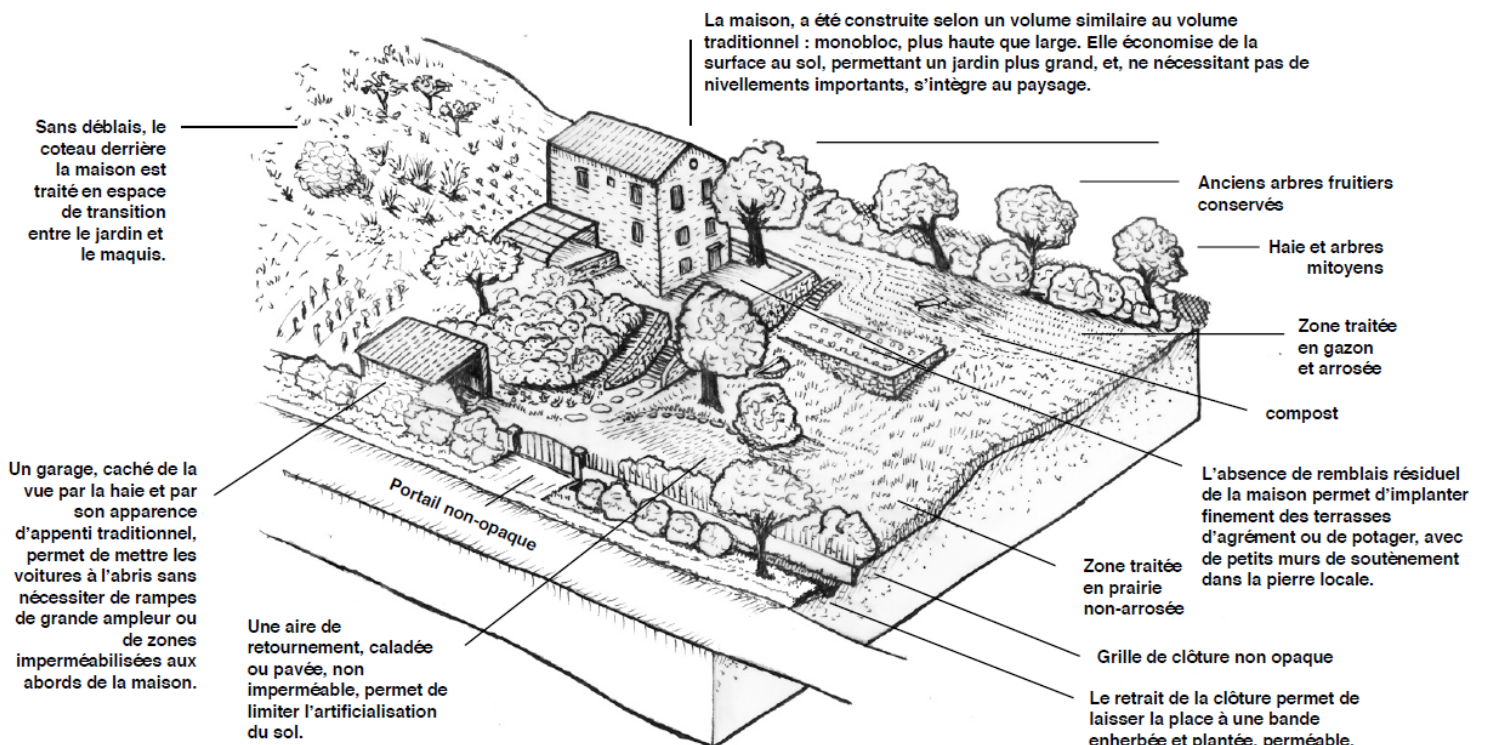 La maison, a été construite selon un volume similaire au volume
traditionnel : monobloc, plus haute que large. Elle économise de la
surface au sol, permettant un jardin plus grand, et, ne nécessitant pas de
nivellements importants, s'intègre au paysage.
Sans déblais, le
coteau derrière
la maison est
traité en espace
de transition
entre le jardin et
le maquis.
Anciens arbres fruitiers
conservés
Haie et arbres
mitoyens
Zone traitée
en gazon
et arrosée
compost
L'absence de remblais résiduel
de la maison permet d'implanter
finement des terrasses
d'agrément ou de potager, avec
de petits murs de soutènement
dans la pierre locale.
Un garage, caché de la
vue par la haie et par
son apparence
d'appenti traditionnel,
permet de mettre les
voitures à l'abris sans
nécessiter de rampes
de grande ampleur ou
de zones
imperméabilisées aux
abords de la maison.
Portail non-opaque
Zone traitée
en prairie
non-arrosée
Une aire de
retournement, caladée
ou pavée, non
imperméable, permet de
limiter l'artificialisation
du sol.
Grille de clôture non opaque
Le retrait de la clôture permet de
laisser la place à une bande
enherbée et plantée, perméable.